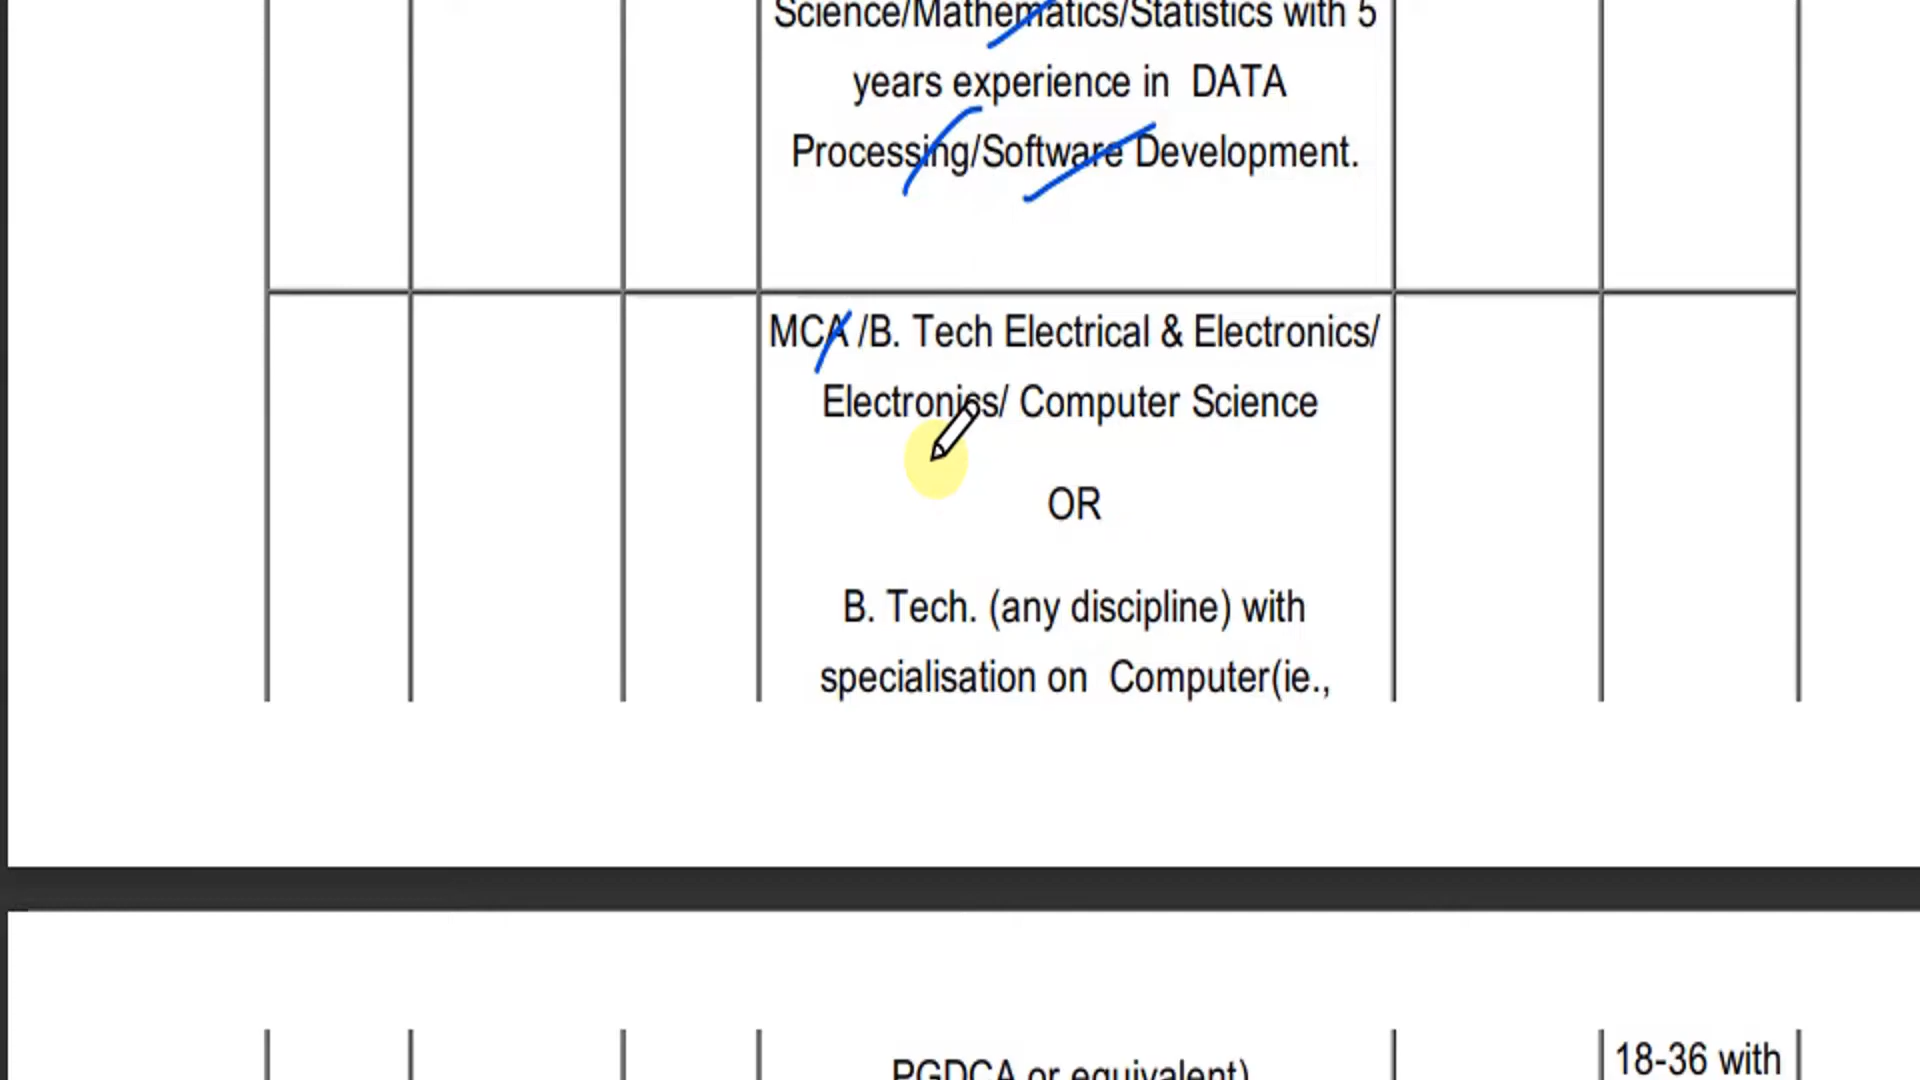 Science/Mathematics/Statistics with 5
years experience in DATA
Processing/Software Development.
MCA /B. Tech Electrical & Electronics/
Electronics/ Computer Science
OR
B. Tech. (any discipline) with
specialisation on Computer(ie.,
PGDCA or equivalent)
18-36 with